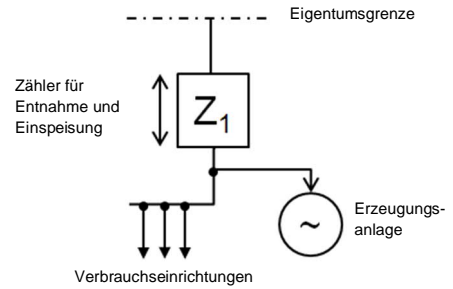 Eigentumsgrenze
Zähler für
Entnahme und
Einspeisung
Z1
~
Erzeugungs-
anlage
Verbrauchseinrichtungen